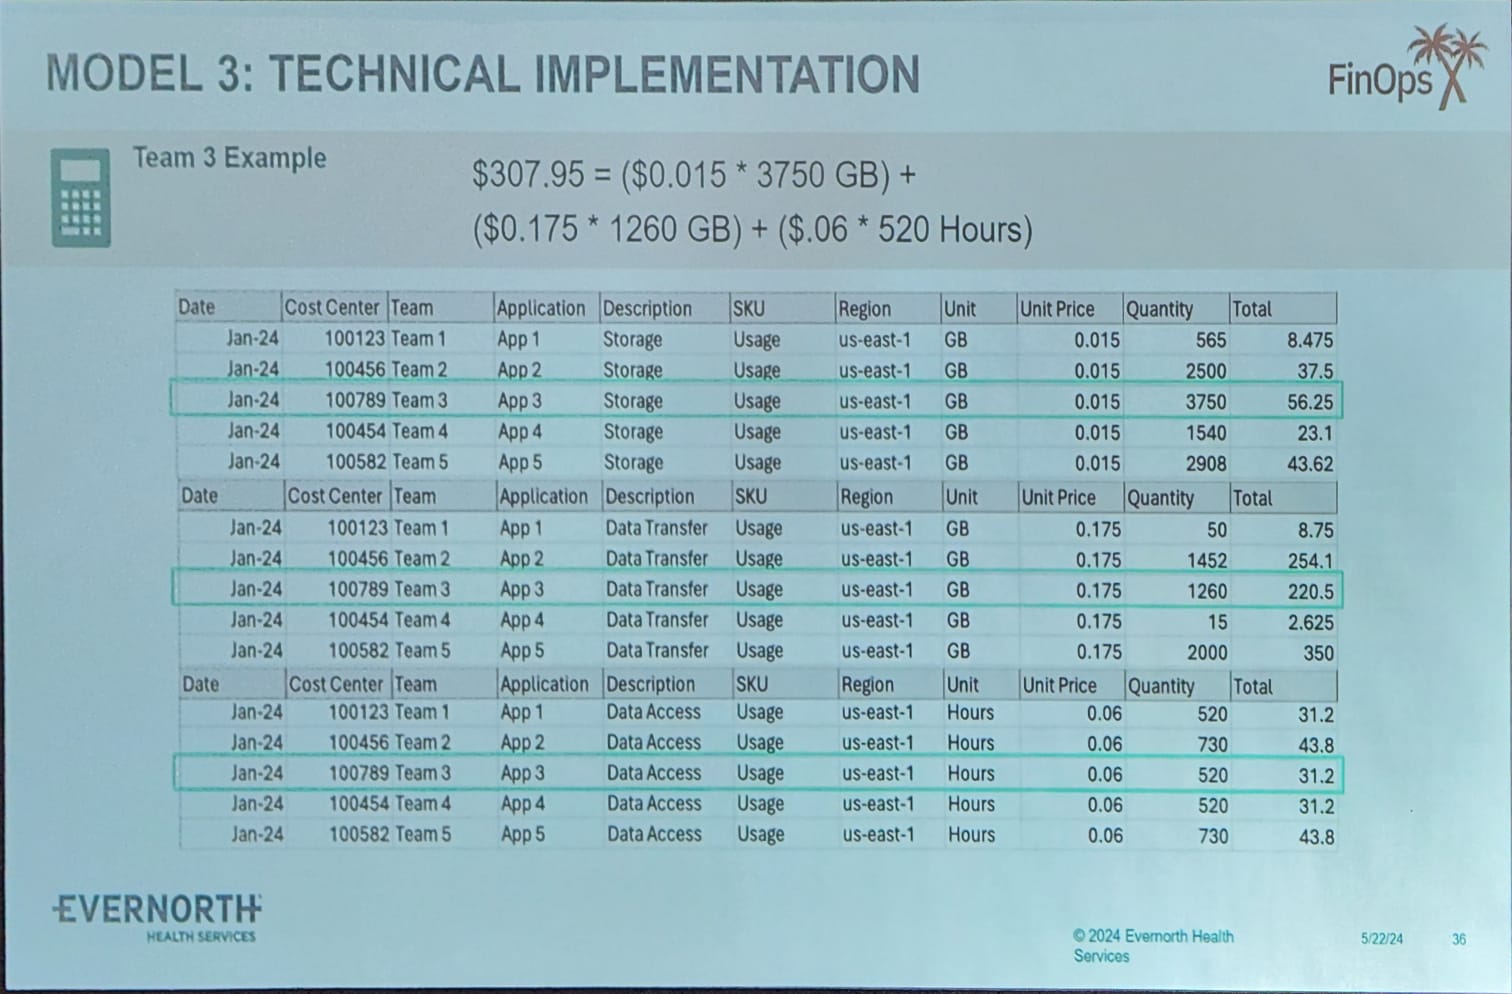 MODEL 3: TECHNICAL IMPLEMENTATION
FinOps X
Team 3 Example
$307.95 = ($0.015 * 3750 GB) +
($0.175 * 1260 GB) + ($.06 * 520 Hours)
Date Cost Center Team Application Description SKU Region Unit Unit Price Quantity Total
Jan-24 100123 Team 1 App 1 Storage Usage us-east-1 GB 0.015 565 8.475
Jan-24 100456 Team 2 App 2 Storage Usage us-east-1 GB 0.015 2500 37.5
Jan-24 100789 Team 3 App 3 Storage Usage us-east-1 GB 0.015 3750 56.25
Jan-24 100454 Team 4 App 4 Storage Usage us-east-1 GB 0.015 1540 23.1
Jan-24 100582 Team 5 App 5 Storage Usage us-east-1 GB 0.015 2908 43.62
Date Cost Center Team Application Description SKU Region Unit Unit Price Quantity Total
Jan-24 100123 Team 1 App 1 Data Transfer Usage us-east-1 GB 0.175 50 8.75
Jan-24 100456 Team 2 App 2 Data Transfer Usage us-east-1 GB 0.175 1452 254.1
Jan-24 100789 Team 3 App 3 Data Transfer Usage us-east-1 GB 0.175 1260 220.5
Jan-24 100454 Team 4 App 4 Data Transfer Usage us-east-1 GB 0.175 15 2.625
Jan-24 100582 Team 5 App 5 Data Transfer Usage us-east-1 GB 0.175 2000 350
Date Cost Center Team Application Description SKU Region Unit Unit Price Quantity Total
Jan-24 100123 Team 1 App 1 Data Access Usage us-east-1 Hours 0.06 520 31.2
Jan-24 100456 Team 2 App 2 Data Access Usage us-east-1 Hours 0.06 730 43.8
Jan-24 100789 Team 3 App 3 Data Access Usage us-east-1 Hours 0.06 520 31.2
Jan-24 100454 Team 4 App 4 Data Access Usage us-east-1 Hours 0.06 520 31.2
Jan-24 100582 Team 5 App 5 Data Access Usage us-east-1 Hours 0.06 730 43.8
EVERNORTH
HEALTH SERVICES
© 2024 Evernorth Health
Services
5/22/24
36